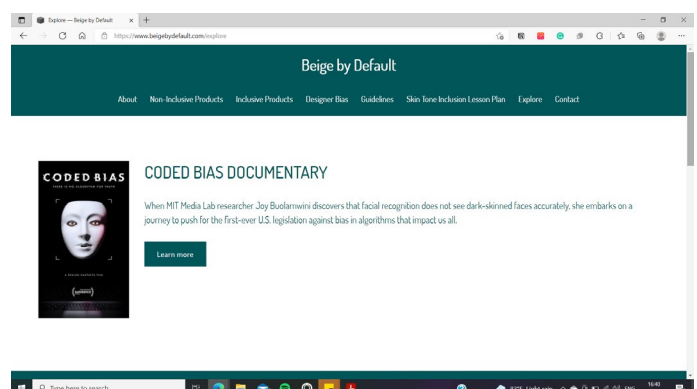 Explore — Beige by Default
https://www.beigebydefault.com/explore
Beige by Default
About Non-Inclusive Products Inclusive Products Designer Bias Guidelines Skin Tone Inclusion Lesson Plan Explore Contact
CODED BIAS
CODED BIAS DOCUMENTARY
When MIT Media Lab researcher Joy Buolamwini discovers that facial recognition does not see dark-skinned faces accurately, she embarks on a
journey to push for the first-ever U.S. legislation against bias in algorithms that impact us all.
Learn more
Type here to search
ENG
16:40